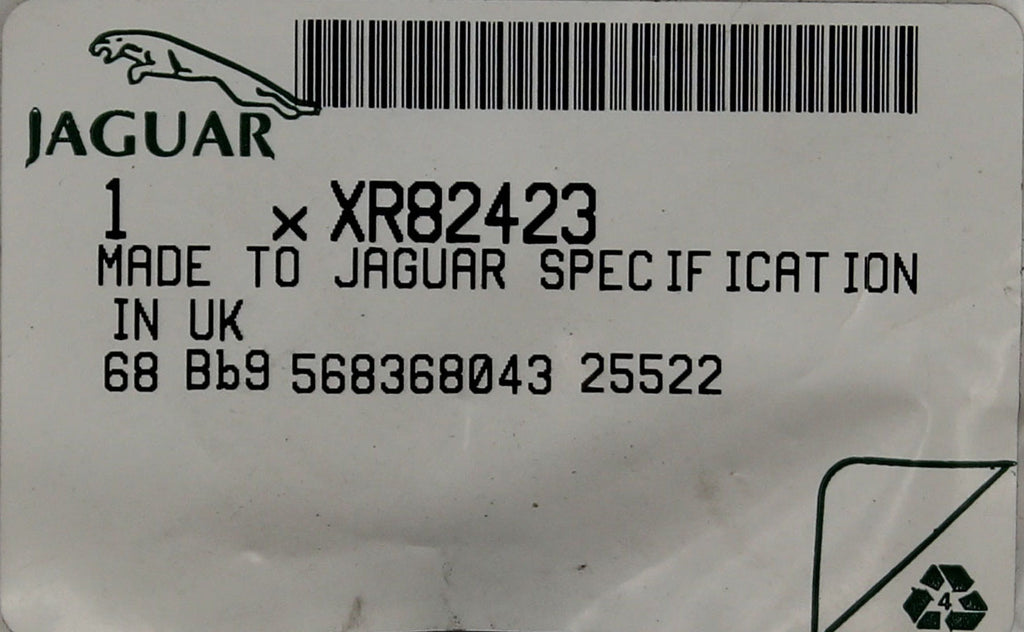 JAGUAR
1 x XR82423
MADE TO JAGUAR SPECIFICATION
IN UK
68 Bb9 568368043 25522
4